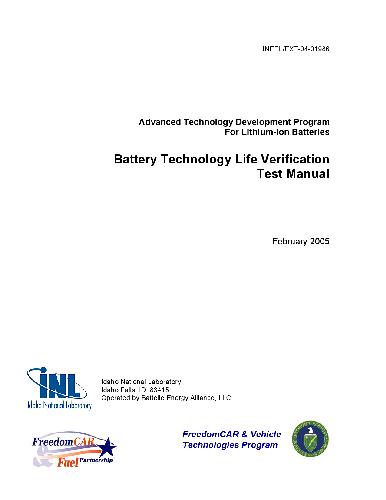 INEEL/EXT-04-01986
Advanced Technology Development Program
For Lithium-Ion Batteries
Battery Technology Life Verification
Test Manual
February 2005
INL
Idaho National Laboratory
Idaho National Laboratory
Idaho Falls, ID 83415
Operated by Battelle Energy Alliance, LLC
FreedomCAR
Fuel Partnership
FreedomCAR & Vehicle
Technologies Program